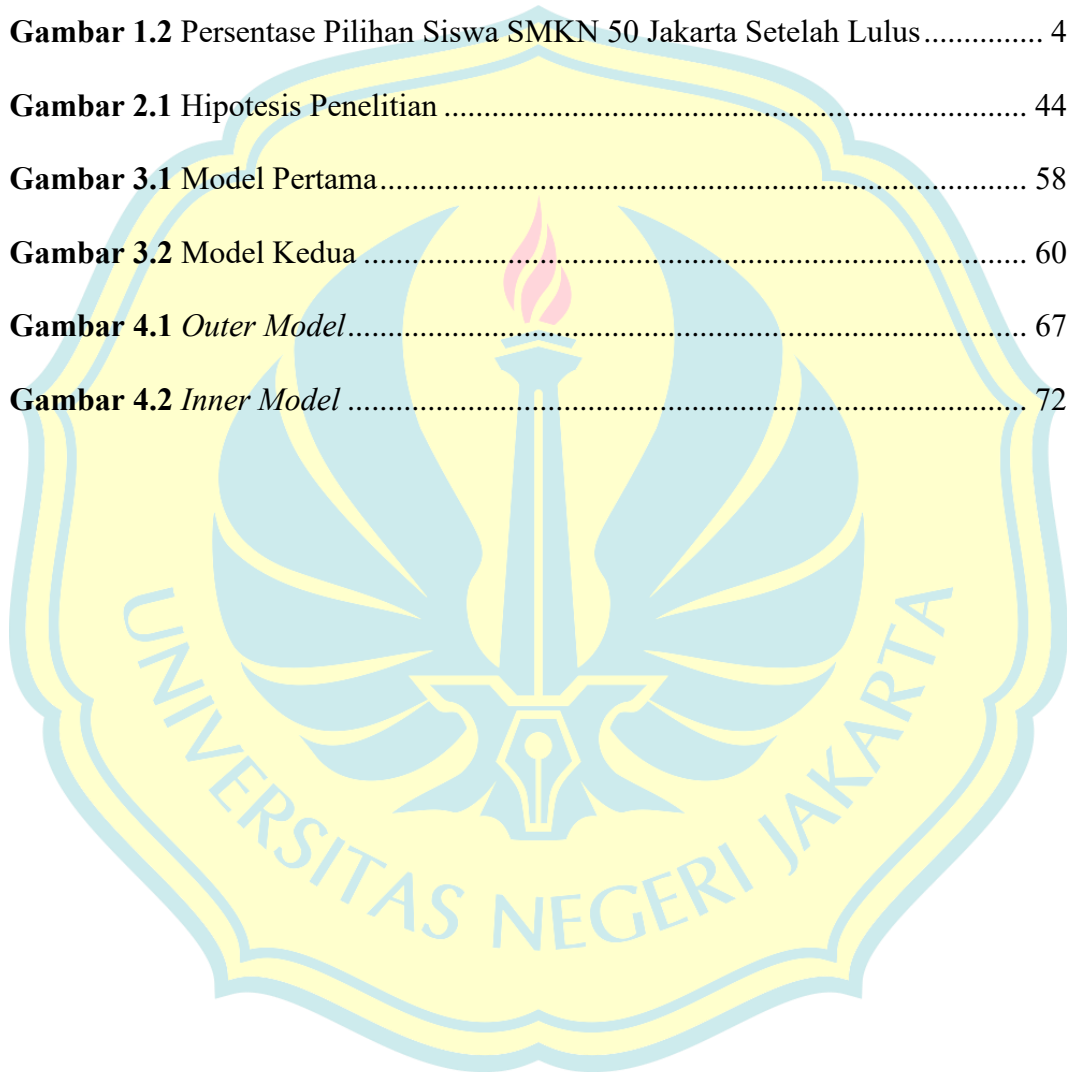 Gambar 1.2 Persentase Pilihan Siswa SMKN 50 Jakarta Setelah Lulus............... 4
Gambar 2.1 Hipotesis Penelitian .......................................................................... 44
Gambar 3.1 Model Pertama.................................................................................. 58
Gambar 3.2 Model Kedua .................................................................................... 60
Gambar 4.1 Outer Model...................................................................................... 67
Gambar 4.2 Inner Model ...................................................................................... 72
UNIVERSITAS NEGERI JAKARTA